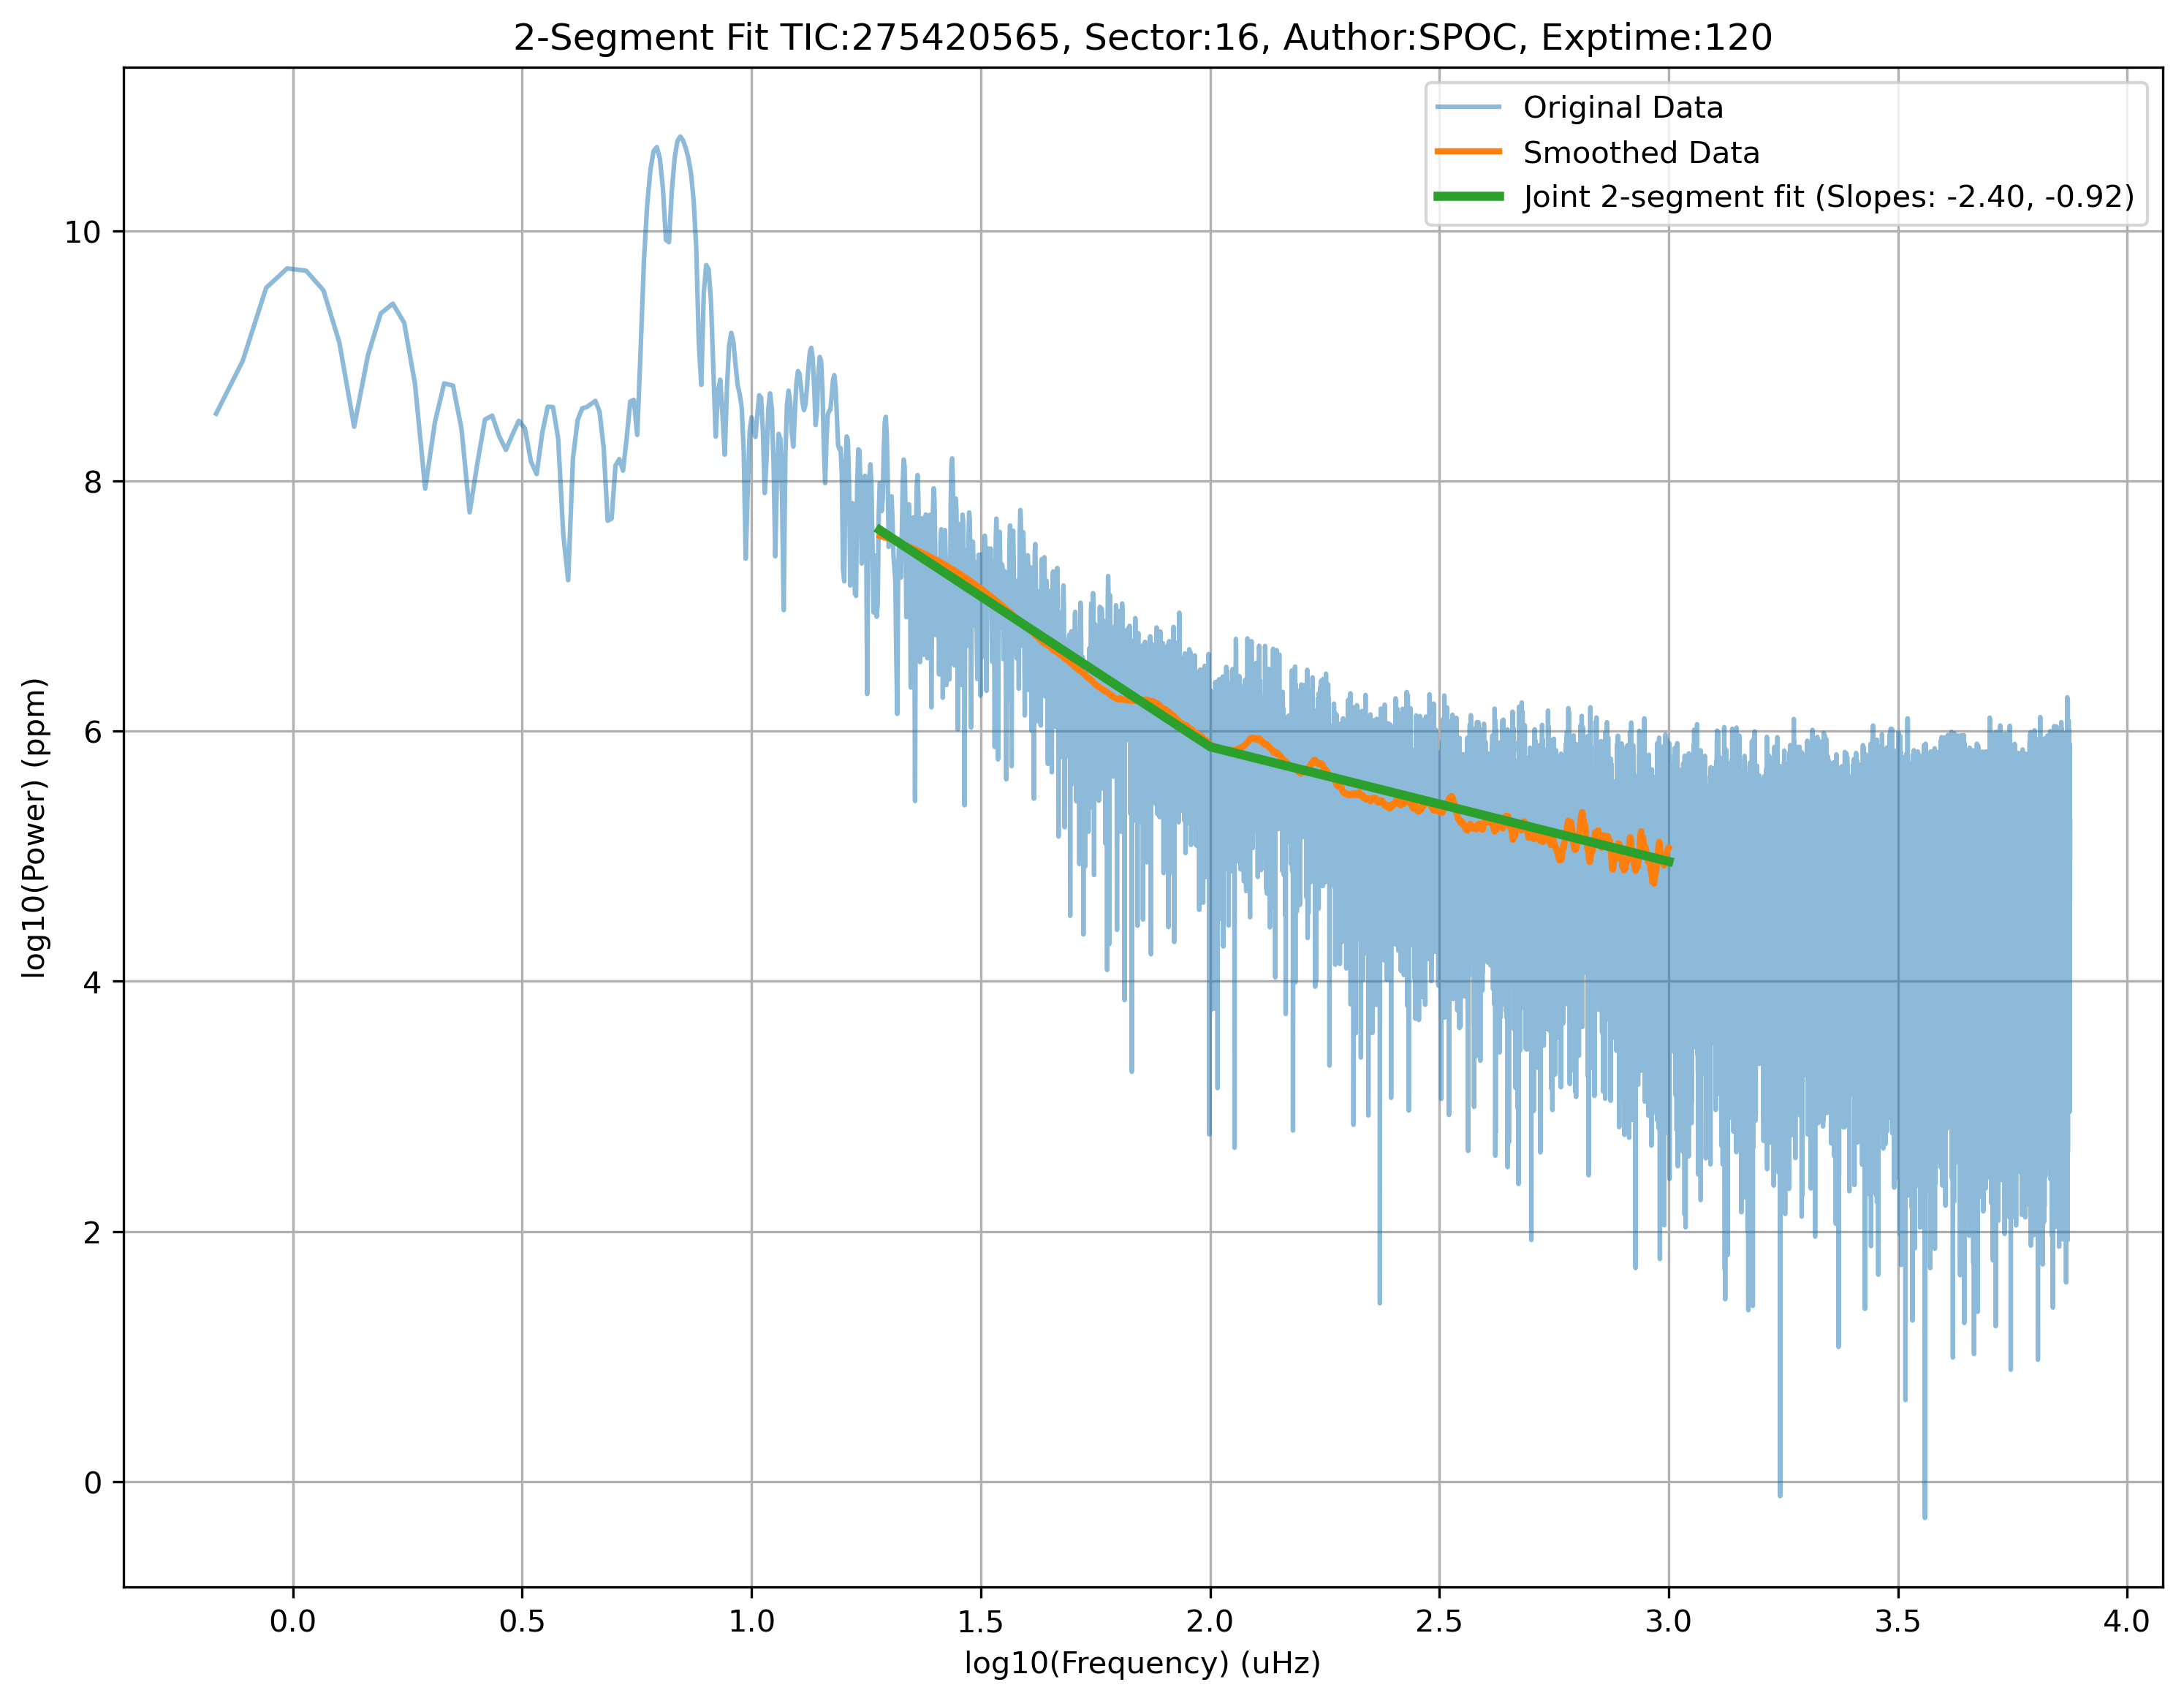 2-Segment Fit TIC:275420565, Sector:16, Author:SPOC, Exptime:120
Original Data
Smoothed Data
Joint 2-segment fit (Slopes: -2.40, -0.92)
10
8
6
4
2
0
log10(Power) (ppm)
0.0 0.5 1.0 1.5 2.0 2.5 3.0 3.5 4.0
log10(Frequency) (uHz)